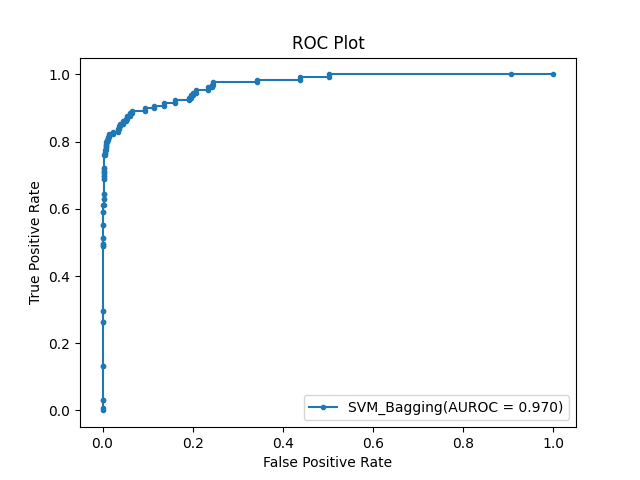 ROC Plot
1.0
0.8
0.6
0.4
0.2
0.0
True Positive Rate
SVM_Bagging(AUROC = 0.970)
0.0 0.2 0.4 0.6 0.8 1.0
False Positive Rate